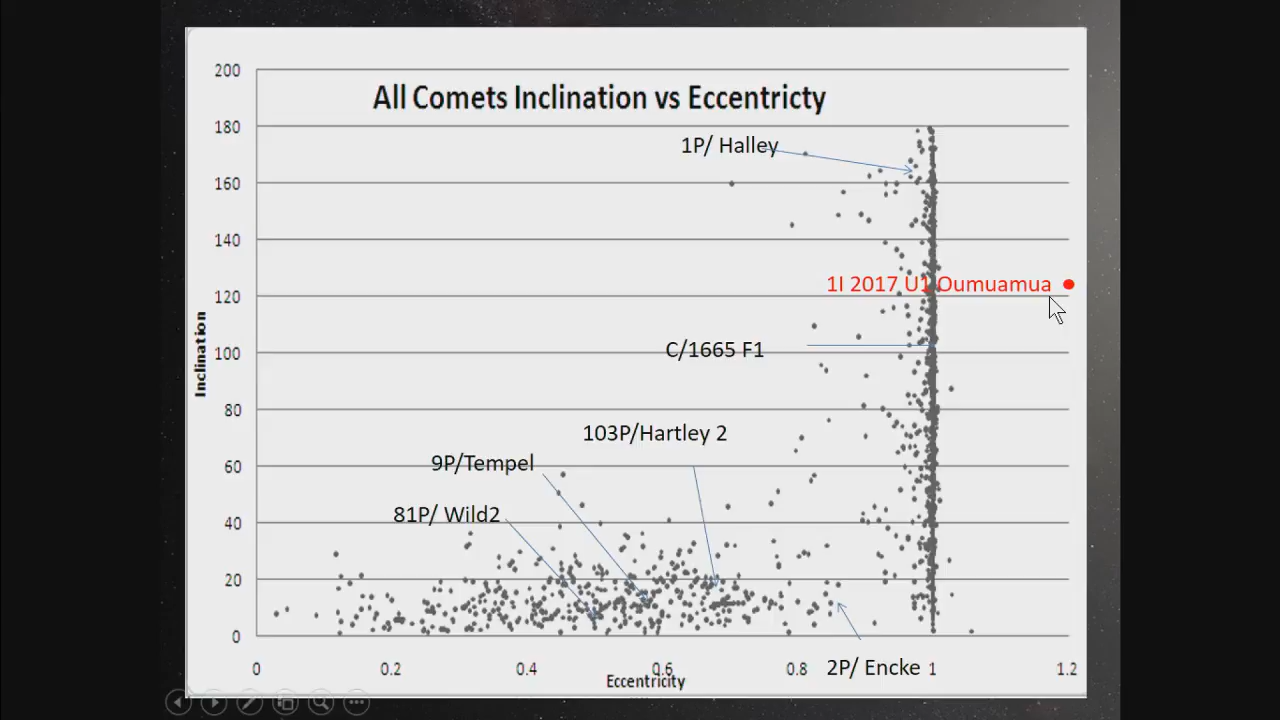 All Comets Inclination vs Eccentricty
200
180
160
140
120
100
80
60
40
20
0
Inclination
1P/ Halley
1I 2017 U1 Oumuamua
C/1665 F1
103P/Hartley 2
9P/Tempel
81P/ Wild2
2P/ Encke
0 0.2 0.4 0.6 0.8 1 1.2
Eccentricity